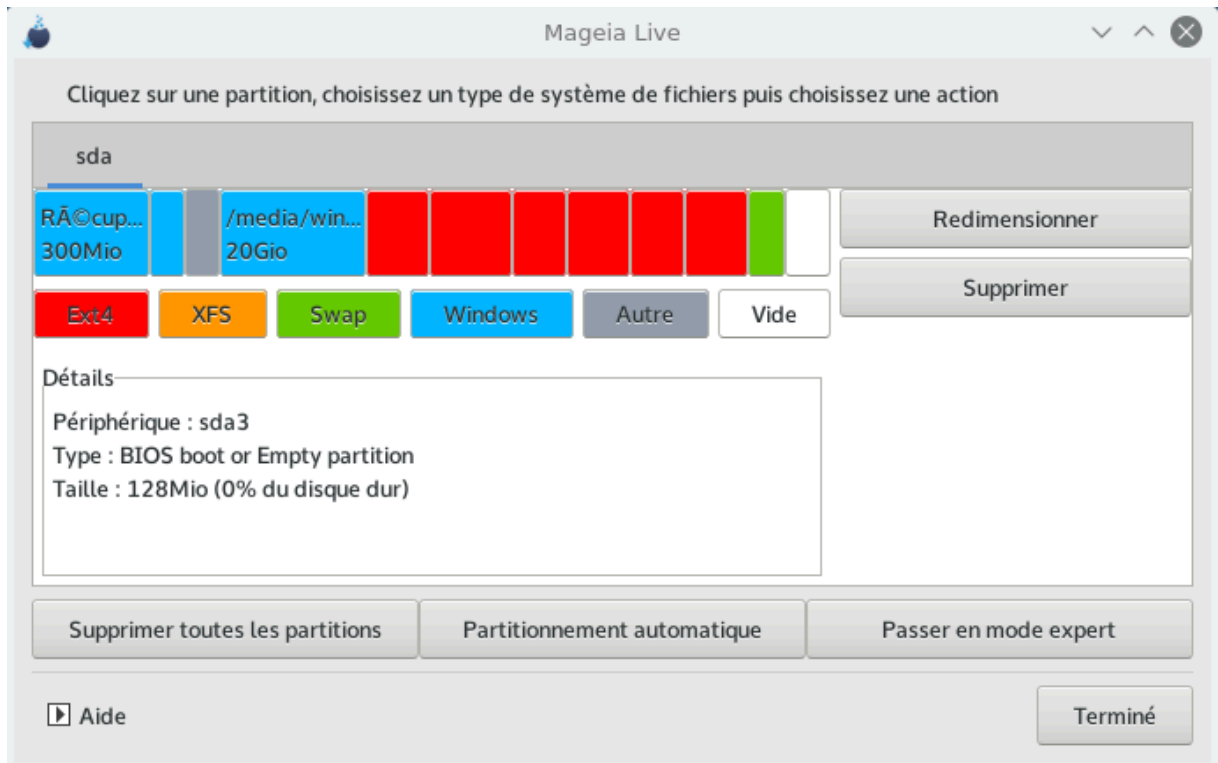 Mageia Live
Cliquez sur une partition, choisissez un type de système de fichiers puis choisissez une action
sda
RÃ©cup...
300Mio
/media/win...
20Gio
Redimensionner
Supprimer
Ext4
XFS
Swap
Windows
Autre
Vide
Détails
Périphérique : sda3
Type : BIOS boot or Empty partition
Taille : 128Mio (0% du disque dur)
Supprimer toutes les partitions
Partitionnement automatique
Passer en mode expert
Aide
Terminé